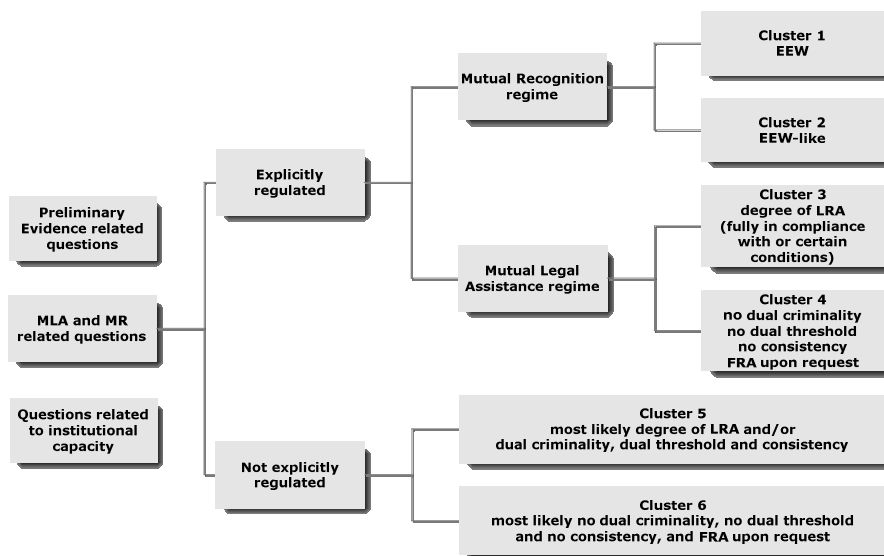 Preliminary
Evidence related
questions
MLA and MR
related questions
Questions related
to institutional
capacity
Explicitly
regulated
Not explicitly
regulated
Mutual Recognition
regime
Mutual Legal
Assistance regime
Cluster 1
EEW
Cluster 2
EEW-like
Cluster 3
degree of LRA
(fully in compliance
with or certain
conditions)
Cluster 4
no dual criminality
no dual threshold
no consistency
FRA upon request
Cluster 5
most likely degree of LRA and/or
dual criminality, dual threshold and consistency
Cluster 6
most likely no dual criminality, no dual threshold
and no consistency, and FRA upon request